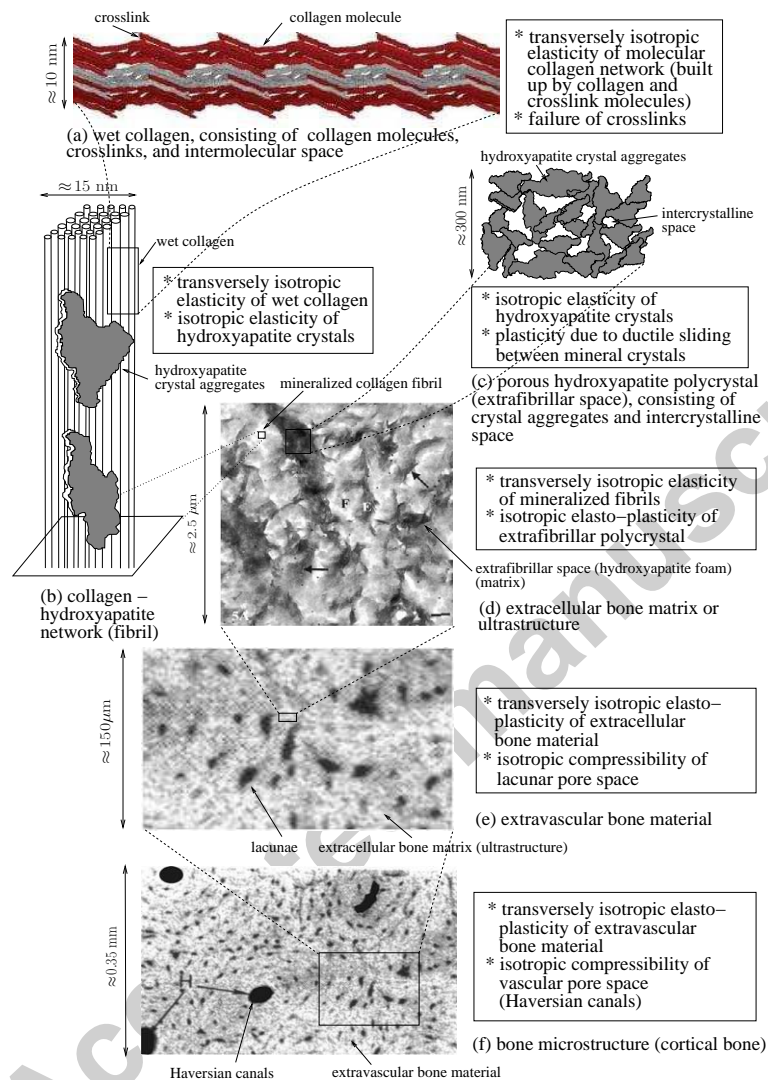 crosslink
collagen molecule
≈10 nm
* transversely isotropic
elasticity of molecular
collagen network (built
up by collagen and
crosslink molecules)
* failure of crosslinks
(a) wet collagen, consisting of collagen molecules,
crosslinks, and intermolecular space
≈15 nm
wet collagen
* transversely isotropic
elasticity of wet collagen
* isotropic elasticity of
hydroxyapatite crystals
hydroxyapatite
crystal aggregates
(b) collagen −
hydroxyapatite
network (fibril)
hydroxyapatite crystal aggregates
≈300 nm
intercrystalline
space
* isotropic elasticity of
hydroxyapatite crystals
* plasticity due to ductile sliding
between mineral crystals
(c) porous hydroxyapatite polycrystal
(extrafibrillar space), consisting of
crystal aggregates and intercrystalline
space
mineralized collagen fibril
≈2.5 μm
F
E
* transversely isotropic elasticity
of mineralized fibrils
* isotropic elasto−plasticity of
extrafibrillar polycrystal
extrafibrillar space (hydroxyapatite foam)
(matrix)
(d) extracellular bone matrix or
ultrastructure
≈150μm
* transversely isotropic elasto−
plasticity of extracellular
bone material
* isotropic compressibility of
lacunar pore space
(e) extravascular bone material
lacunae
extracellular bone matrix (ultrastructure)
≈0.35 mm
H
* transversely isotropic elasto−
plasticity of extravascular
bone material
* isotropic compressibility of
vascular pore space
(Haversian canals)
(f) bone microstructure (cortical bone)
Haversian canals
extravascular bone material
Accepte manuscri